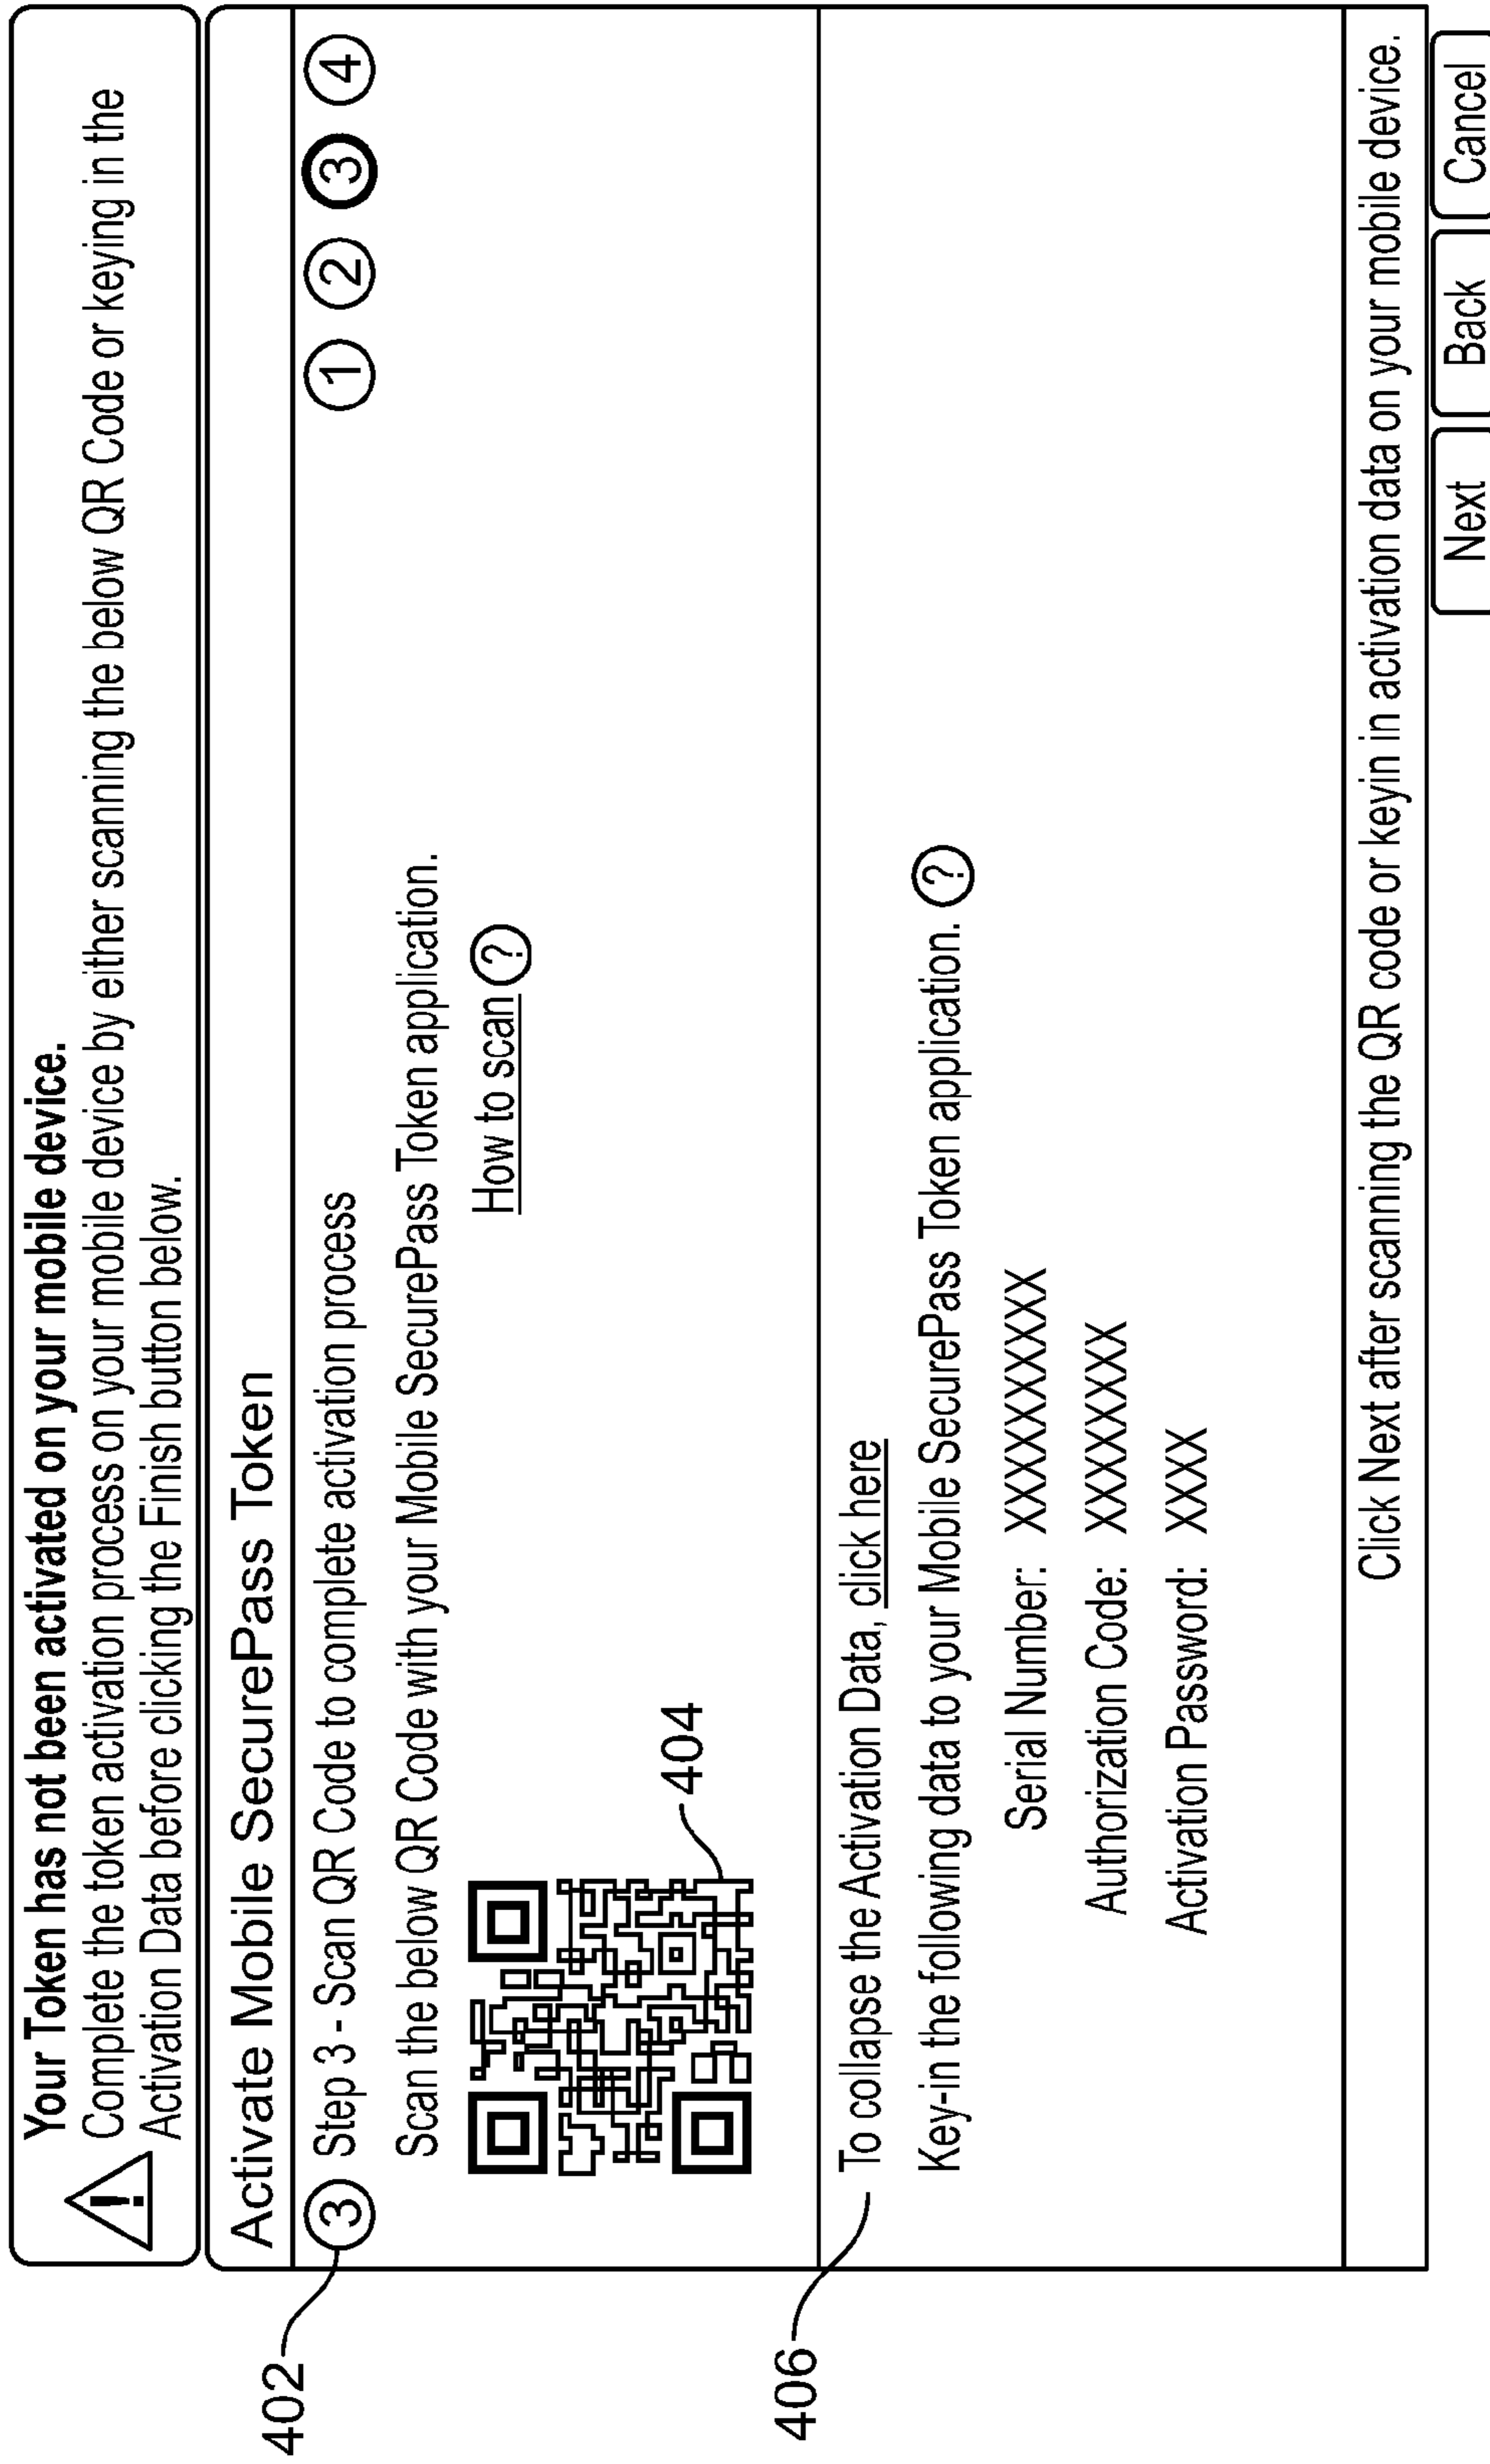 Your Token has not been activated on your mobile device.
Complete the token activation process on your mobile device by either scanning the below QR Code or keying in the
Activation Data before clicking the Finish button below.
Activate Mobile SecurePass Token
402
3 Step 3 - Scan QR Code to complete activation process 1 2 3 4
Scan the below QR Code with your Mobile SecurePass Token application.
How to scan ?
404
406
To collapse the Activation Data, click here
Key-in the following data to your Mobile SecurePass Token application. ?
Serial Number: XXXXXXXXXX
Authorization Code: XXXXXXXX
Activation Password: XXXX
Click Next after scanning the QR code or keyin in activation data on your mobile device.
Next Back Cancel